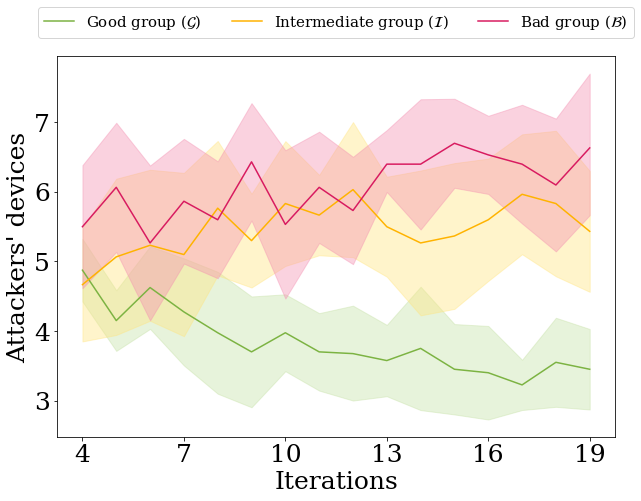 Good group (𝒢) Intermediate group (ℐ) Bad group (ℬ)
7
6
5
4
3
Attackers' devices
4 7 10 13 16 19
Iterations